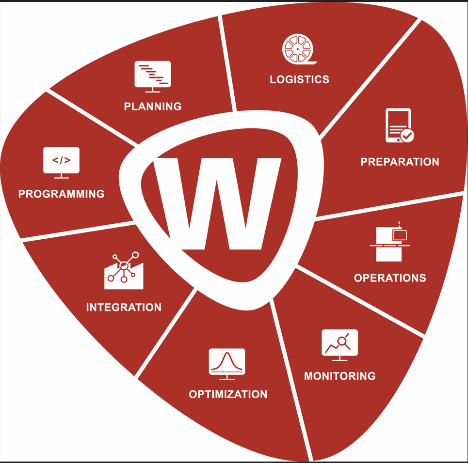 LOGISTICS
PLANNING
PREPARATION
</>
PROGRAMMING
W
OPERATIONS
INTEGRATION
MONITORING
OPTIMIZATION